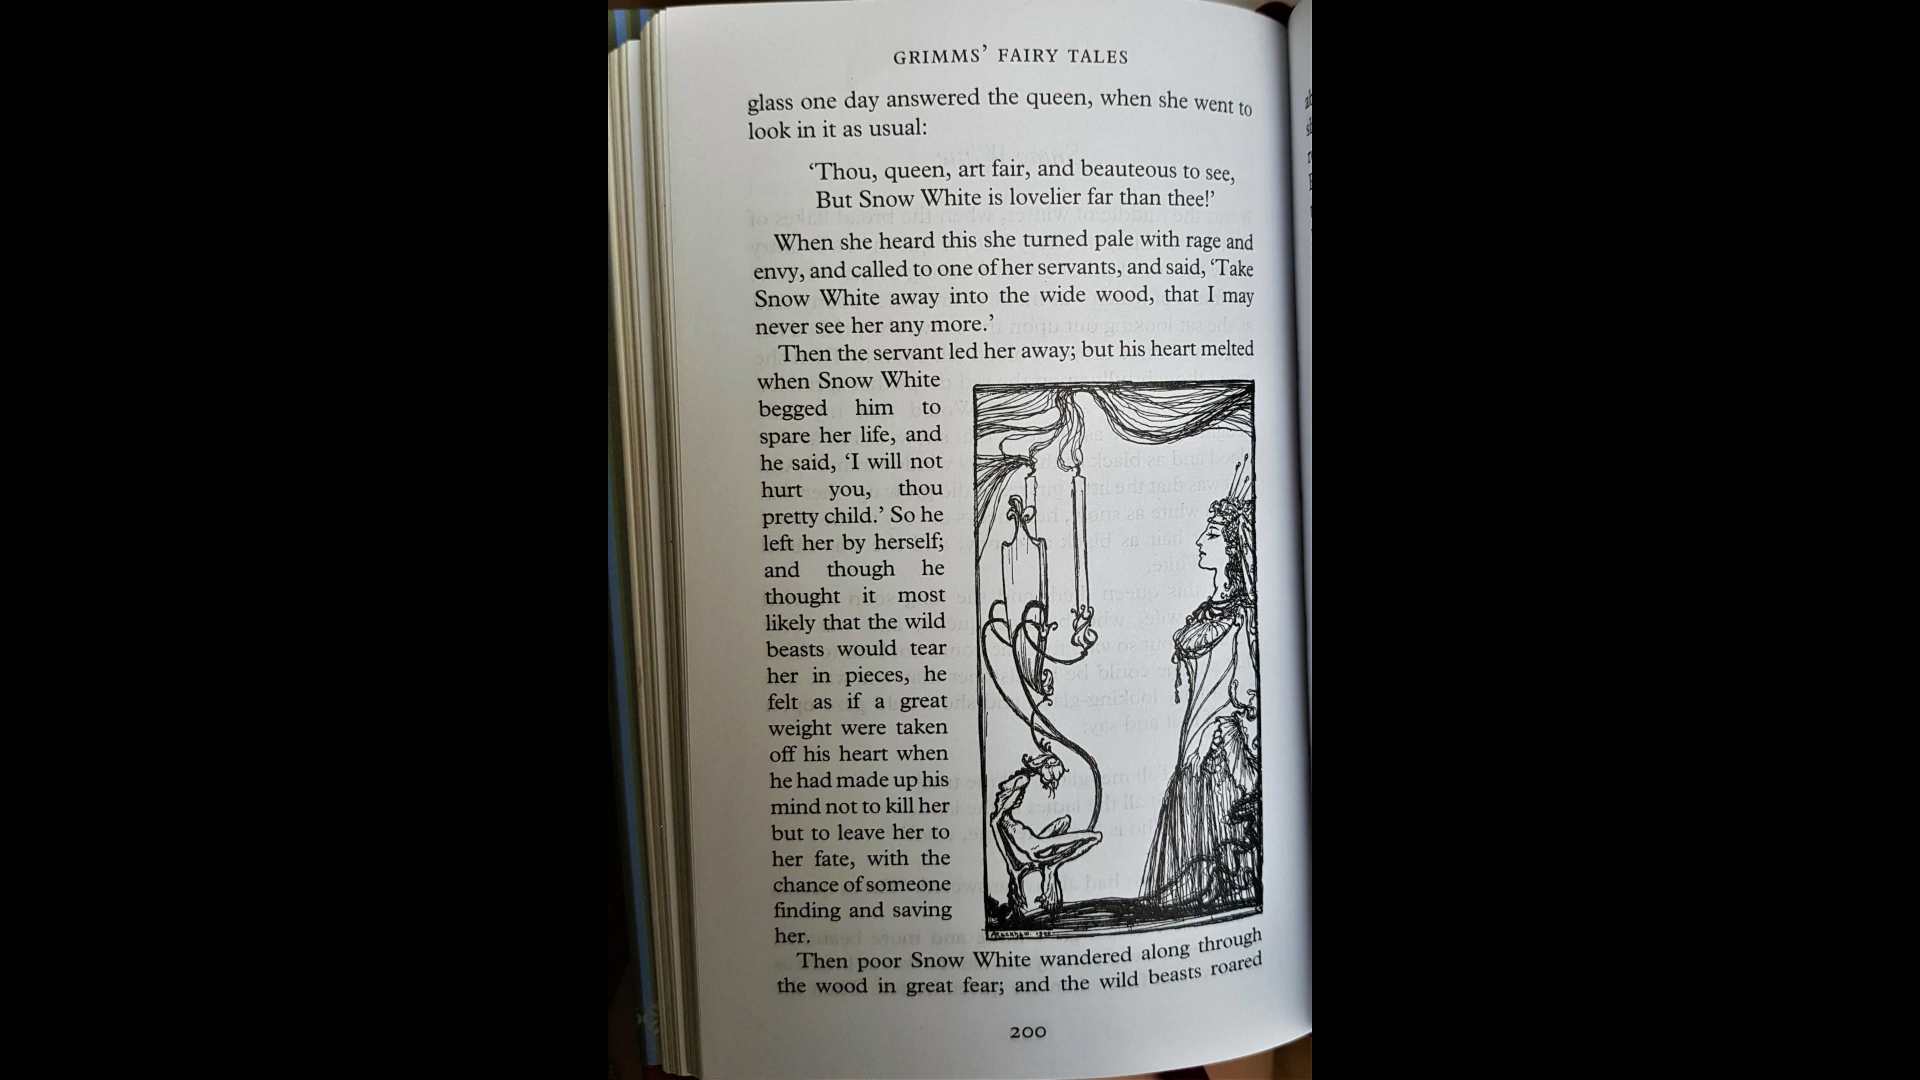 GRIMMS' FAIRY TALES
glass one day answered the queen, when she went to
look in it as usual:
‘Thou, queen, art fair, and beauteous to see,
But Snow White is lovelier far than thee!’
When she heard this she turned pale with rage and
envy, and called to one of her servants, and said, ‘Take
Snow White away into the wide wood, that I may
never see her any more.’
Then the servant led her away; but his heart melted
when Snow White
begged him to
spare her life, and
he said, ‘I will not
hurt you, thou
pretty child.’ So he
left her by herself;
and though he
thought it most
likely that the wild
beasts would tear
her in pieces, he
felt as if a great
weight were taken
off his heart when
he had made up his
mind not to kill her
but to leave her to
her fate, with the
chance of someone
finding and saving
her.
Then poor Snow White wandered along through
the wood in great fear; and the wild beasts roared
200